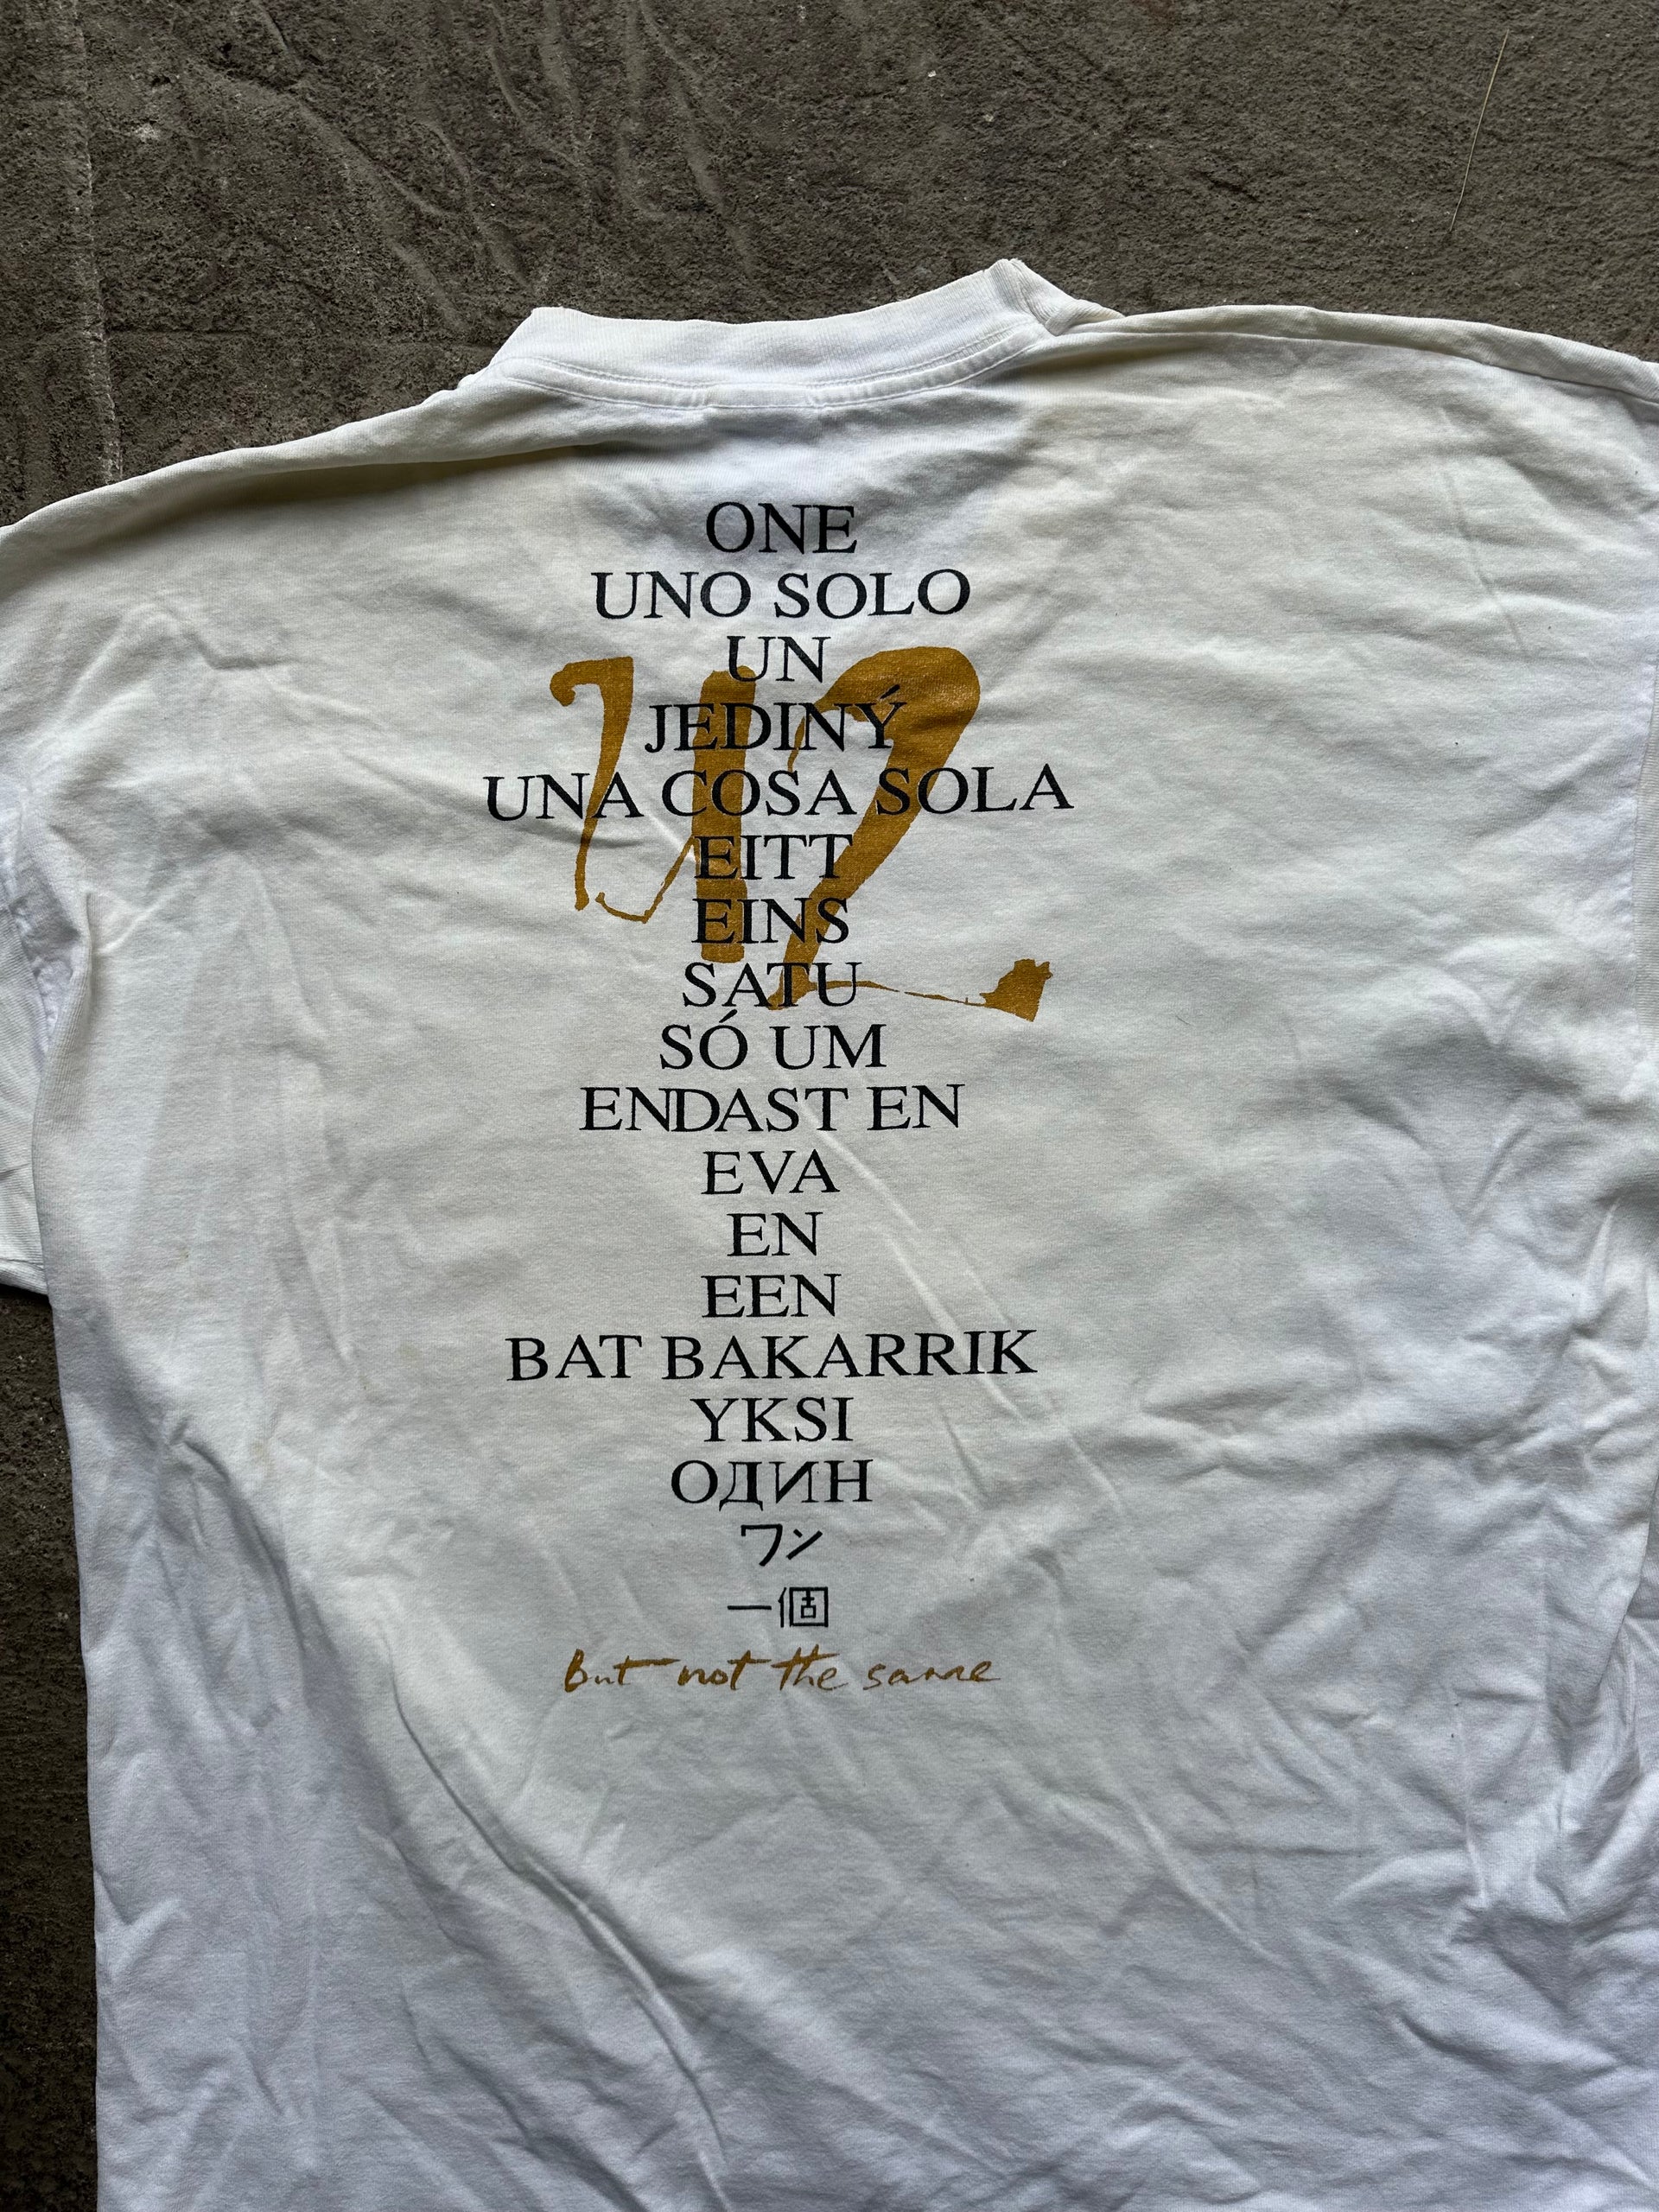 ONE
UNO SOLO
UN
U2
JEDINÝ
UNA COSA SOLA
EITT
EINS
SATU
SÓ UM
ENDAST EN
EVA
EN
EEN
BAT BAKARRIK
YKSI
ОДИН
ワン
一個
But not the same